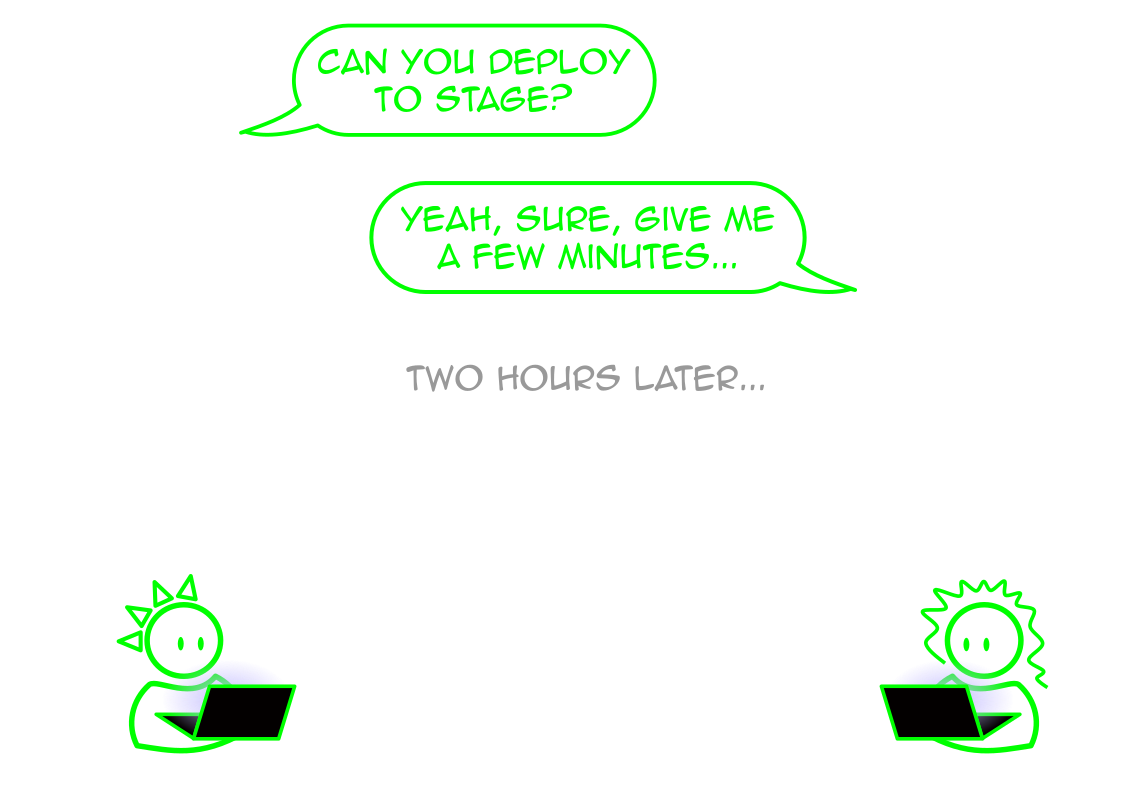 CAN YOU DEPLOY
TO STAGE?
YEAH, SURE, GIVE ME
A FEW MINUTES...
TWO HOURS LATER...